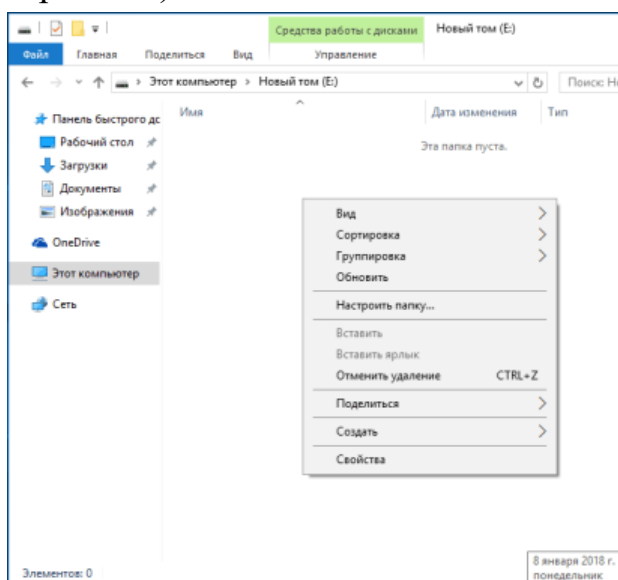 Средства работы с дисками
Новый том (E:)
Файл
Главная
Поделиться
Вид
Управление
Этот компьютер > Новый том (E:)
Поиск:
Имя
Дата изменения
Тип
Панель быстрого дс
Эта папка пуста.
Рабочий стол
Загрузки
Документы
Изображения
OneDrive
Этот компьютер
Сеть
Вид
Сортировка
Группировка
Обновить
Настроить папку...
Вставить
Вставить ярлык
Отменить удаление CTRL+Z
Поделиться
Создать
Свойства
Элементов: 0
8 января 2018 г.
понедельник